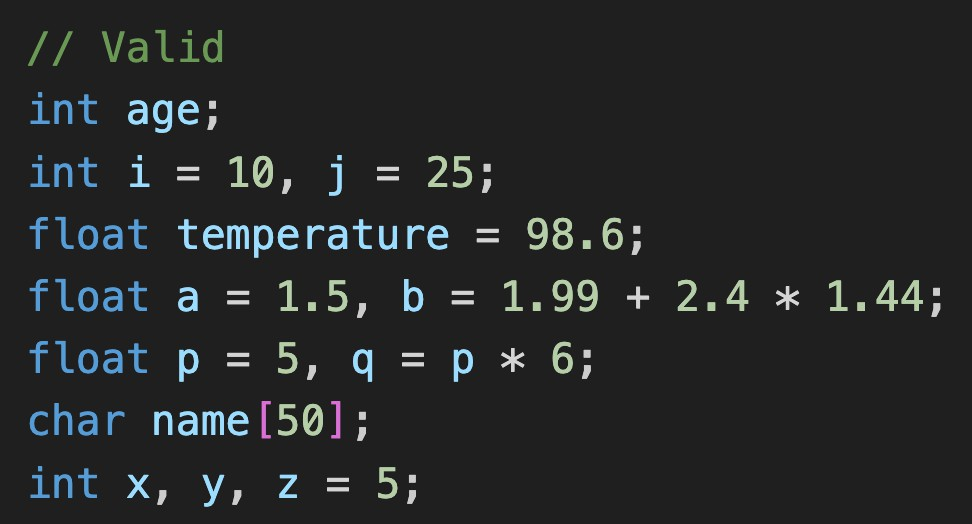 // Valid
int age;
int i = 10, j = 25;
float temperature = 98.6;
float a = 1.5, b = 1.99 + 2.4 * 1.44;
float p = 5, q = p * 6;
char name[50];
int x, y, z = 5;